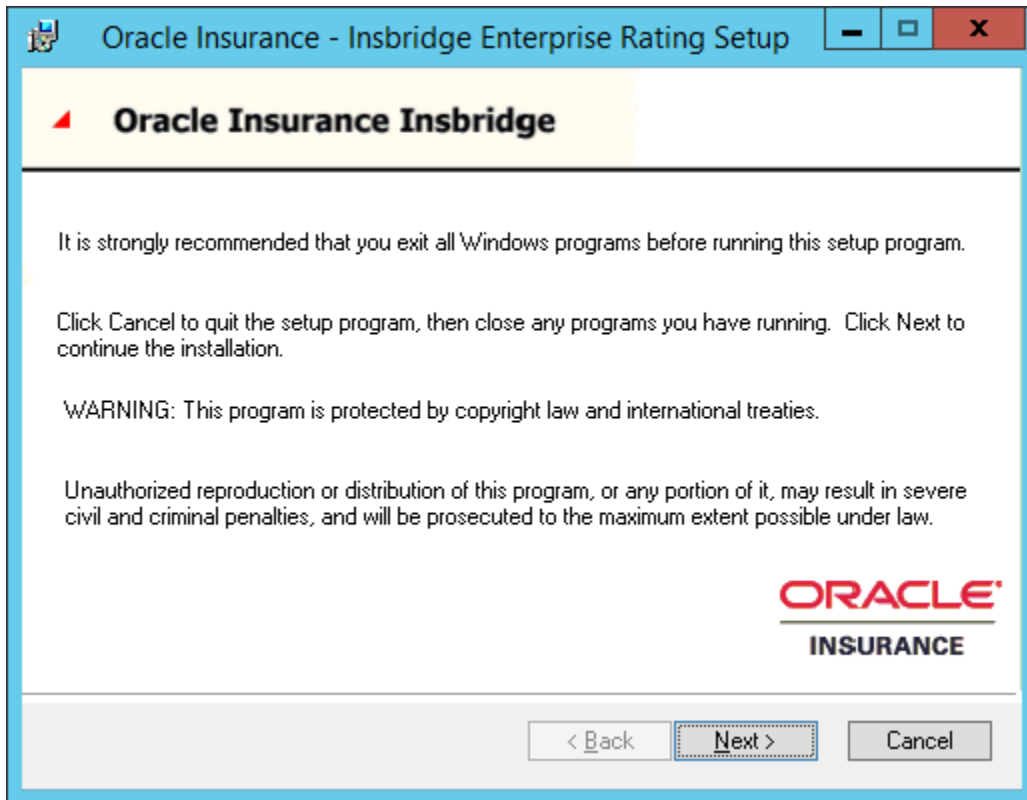 Oracle Insurance - Insbridge Enterprise Rating Setup
Oracle Insurance Insbridge
It is strongly recommended that you exit all Windows programs before running this setup program.
Click Cancel to quit the setup program, then close any programs you have running. Click Next to
continue the installation.
WARNING: This program is protected by copyright law and international treaties.
Unauthorized reproduction or distribution of this program, or any portion of it, may result in severe
civil and criminal penalties, and will be prosecuted to the maximum extent possible under law.
ORACLE
INSURANCE
< Back Next > Cancel